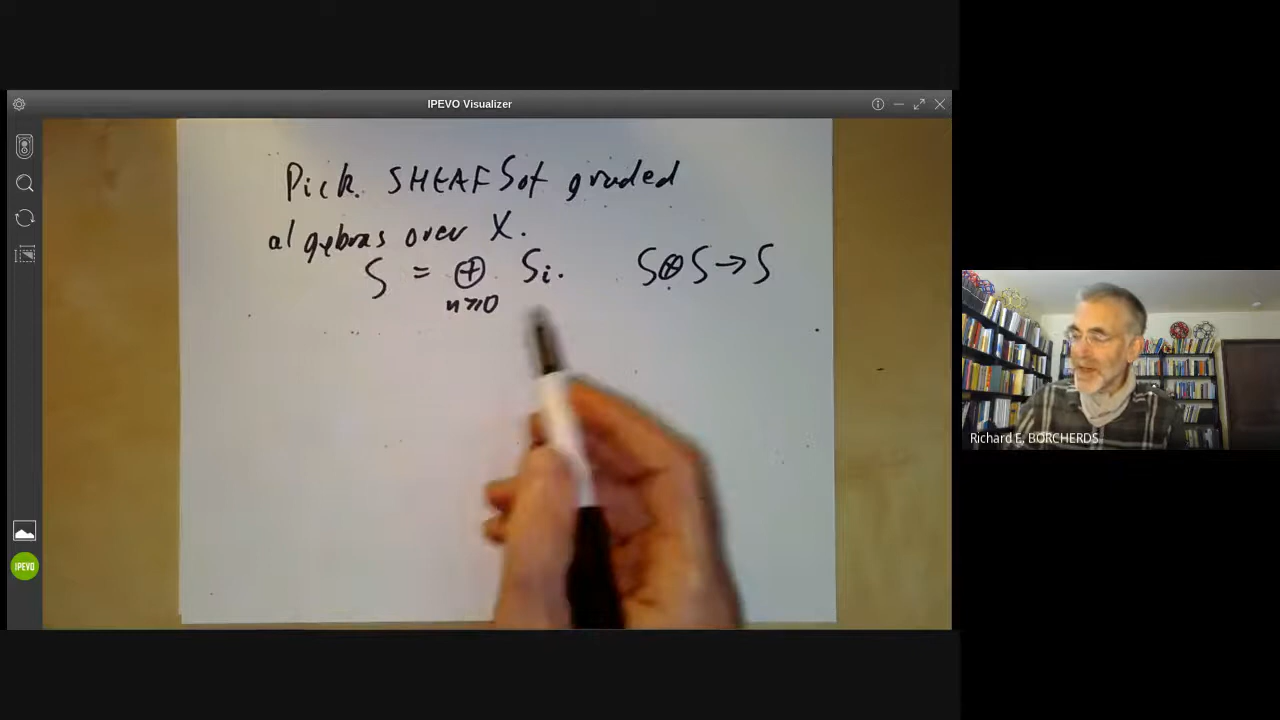 IPEVO Visualizer
Pick. SHEAF S of graded
algebras over X.
S = ⊕ Si. S⊗S→S
n≥0
Richard E. BORCHERDS
IPEVO